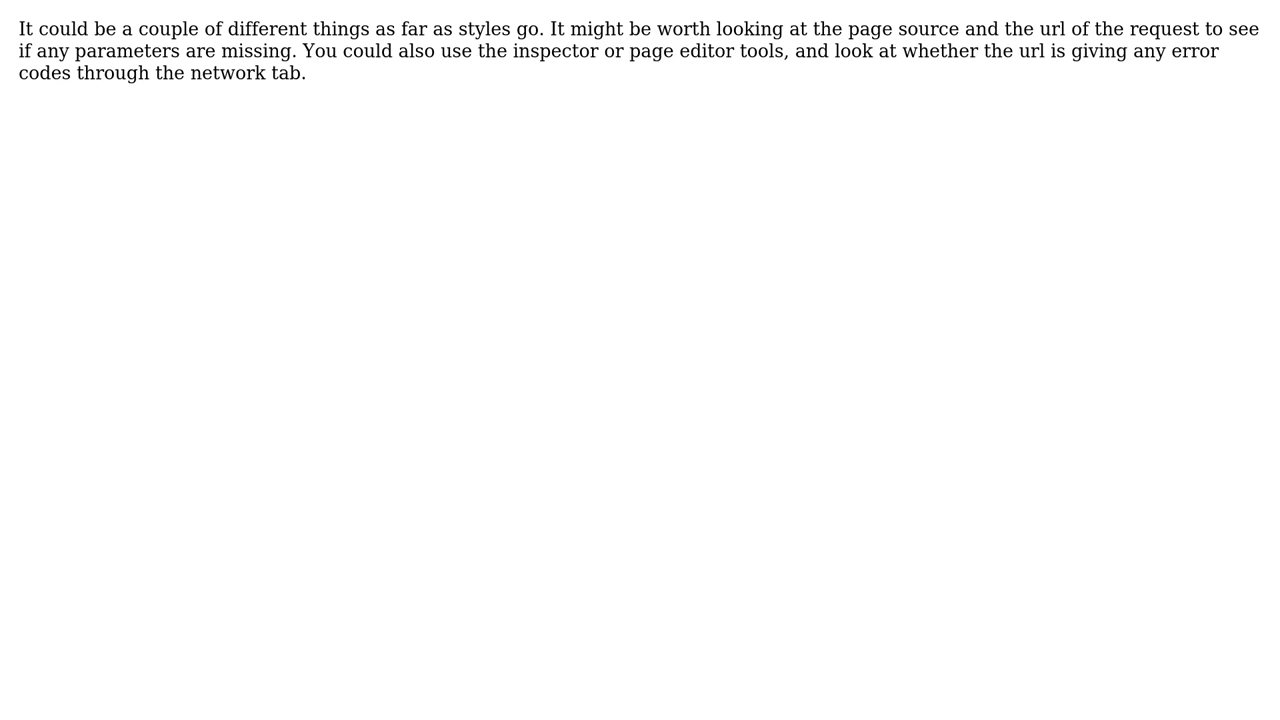 It could be a couple of different things as far as styles go. It might be worth looking at the page source and the url of the request to see
if any parameters are missing. You could also use the inspector or page editor tools, and look at whether the url is giving any error
codes through the network tab.